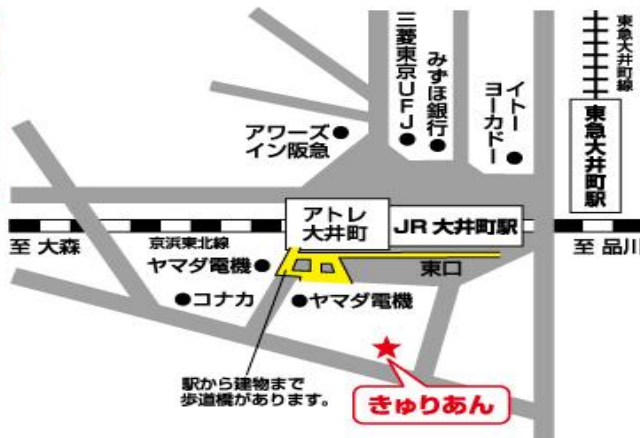 三菱東京UFJ
みずほ銀行
イトー
ヨーカドー
東急大井町線
東急大井町駅
アワーズ
イン阪急
アトレ
大井町
JR 大井町駅
至 大森
京浜東北線
至 品川
ヤマダ電機
東口
コナカ
ヤマダ電機
駅から建物まで
歩道橋があります。
きゅりあん